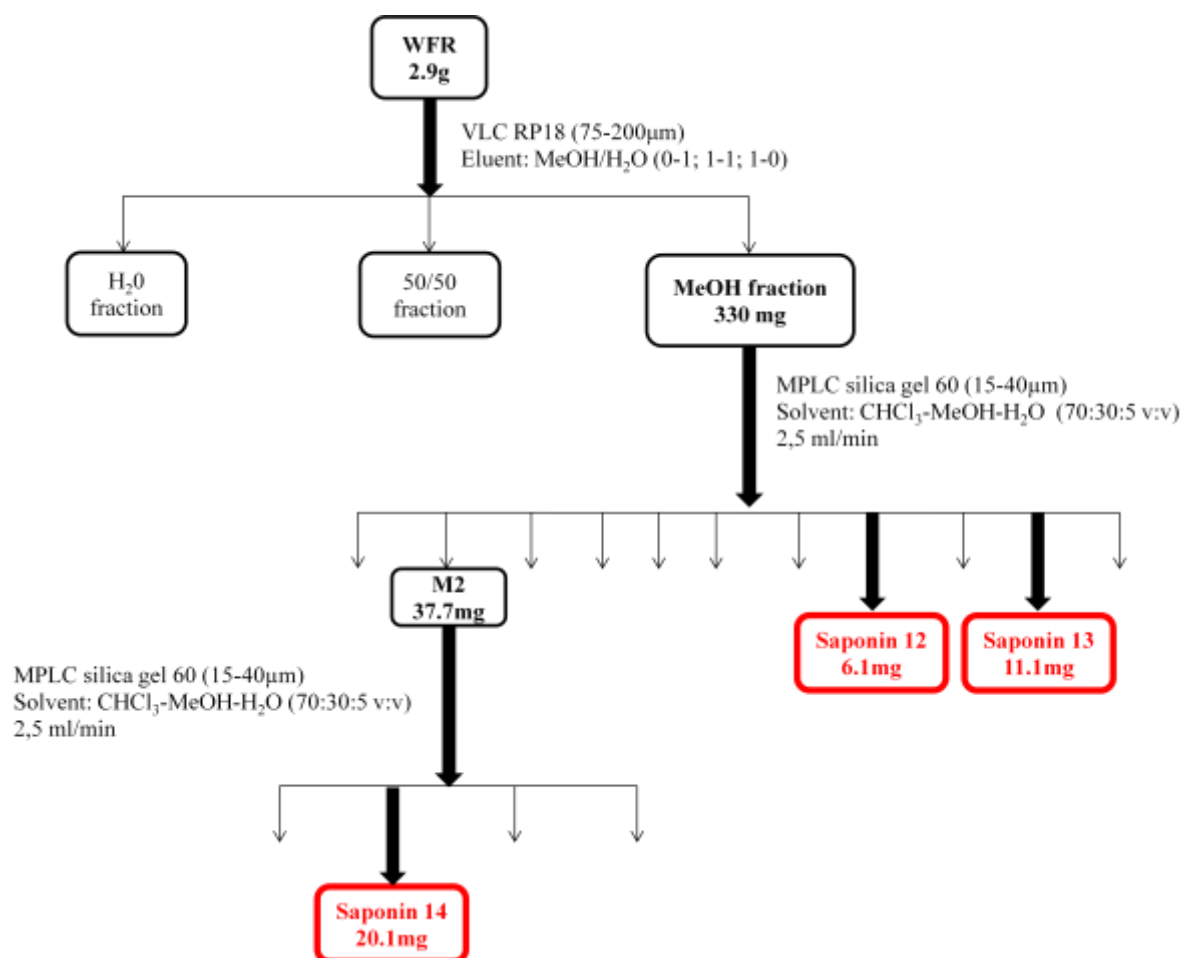 WFR
2.9g
VLC RP18 (75-200µm)
Eluent: MeOH/H₂O (0-1; 1-1; 1-0)
H₂0
fraction
50/50
fraction
MeOH fraction
330 mg
MPLC silica gel 60 (15-40µm)
Solvent: CHCl₃-MeOH-H₂O (70:30:5 v:v)
2,5 ml/min
M2
37.7mg
Saponin 12
6.1mg
Saponin 13
11.1mg
MPLC silica gel 60 (15-40µm)
Solvent: CHCl₃-MeOH-H₂O (70:30:5 v:v)
2,5 ml/min
Saponin 14
20.1mg